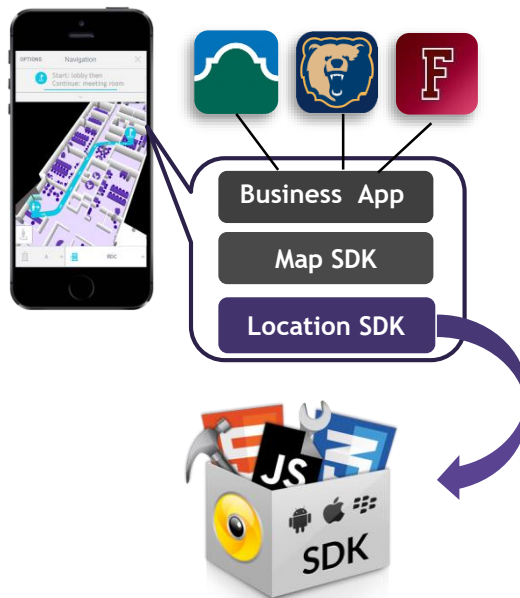 OPTIONS Navigation
Start: lobby then
Continue: meeting room
F
Business App
Map SDK
Location SDK
JS
SDK